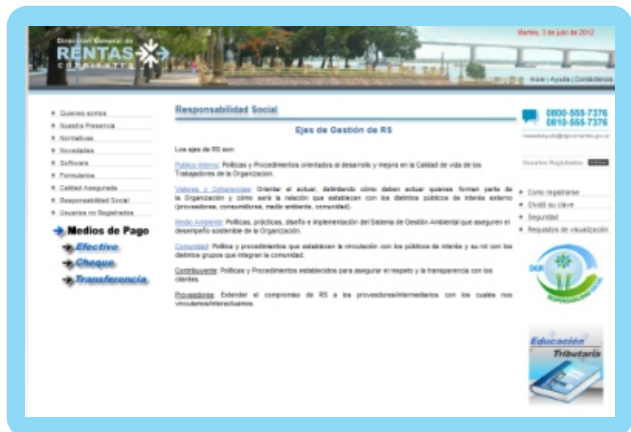 Martes, 3 de julio de 2012
Dirección General de
RENTAS
CORRIENTES
Inicio | Ayuda | Contáctenos
Quienes somos
Nuestra Presencia
Normativas
Novedades
Software
Formularios
Calidad Asegurada
Responsabilidad Social
Usuarios no Registrados
Medios de Pago
Efectivo
Cheque
Transferencia
Responsabilidad Social
Ejes de Gestión de RS
Los ejes de RS son:
Publico Interno: Políticas y Procedimientos orientados al desarrollo y mejora en la Calidad de vida de los
Trabajadores de la Organización.
Valores y Coherencias: Orientar el actuar, delimitando cómo deben actuar quienes forman parte de
la Organización y cómo será la relación que establecen con los distintos públicos de interés externo
(proveedores, consumidores, medio ambiente, comunidad).
Medio Ambiente: Políticas, prácticas, diseño e implementación del Sistema de Gestión Ambiental que aseguren el
desempeño sostenible de la Organización.
Comunidad: Política y procedimientos que establecen la vinculación con los públicos de interés y su rol con los
distintos grupos que integran la comunidad.
Contribuyente: Políticas y Procedimientos establecidos para asegurar el respeto y la transparencia con los
clientes.
Proveedores: Extender el compromiso de RS a los proveedores/intermediarios con los cuales nos
vinculamos/interactuamos.
0800-555-7376
0810-555-7376
Usuarios Registrados
Como registrarse
Olvidó su clave
Seguridad
Requisitos de visualización
DGR
RESPONSABILIDAD SOCIAL
Educación
Tributaria